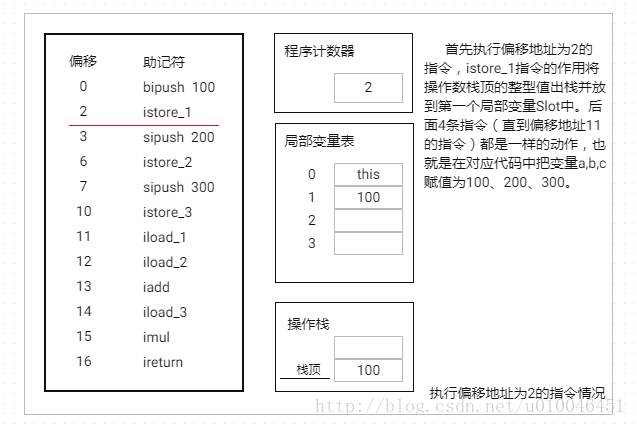 偏移 助记符
0 bipush 100
2 istore_1
3 sipush 200
6 istore_2
7 sipush 300
10 istore_3
11 iload_1
12 iload_2
13 iadd
14 iload_3
15 imul
16 ireturn
程序计数器
2
局部变量表
0 this
1 100
2
3
操作栈
栈顶 100
首先执行偏移地址为2的
指令，istore_1指令的作用将
操作数栈顶的整型值出栈并放
到第一个局部变量Slot中。后
面4条指令（直到偏移地址11
的指令）都是一样的动作，也
就是在对应代码中把变量a,b,c
赋值为100、200、300。
执行偏移地址为2的指令情况
http://blog.csdn.net/u010046451